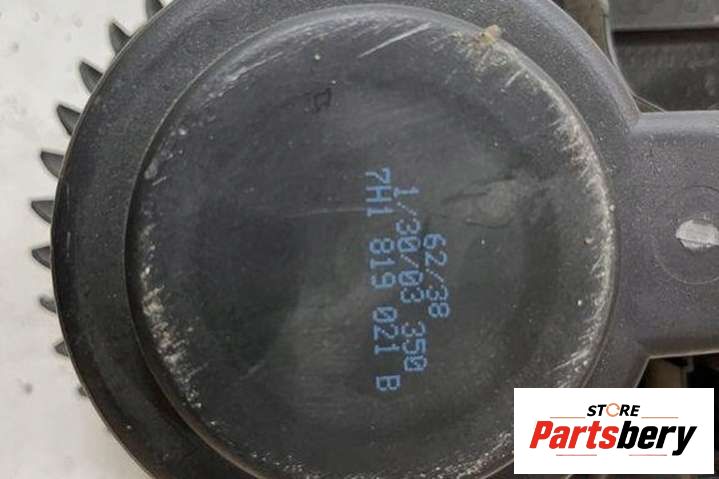 62/38
1/30/03 350
7H1 819 021 B
STORE
Partsbery